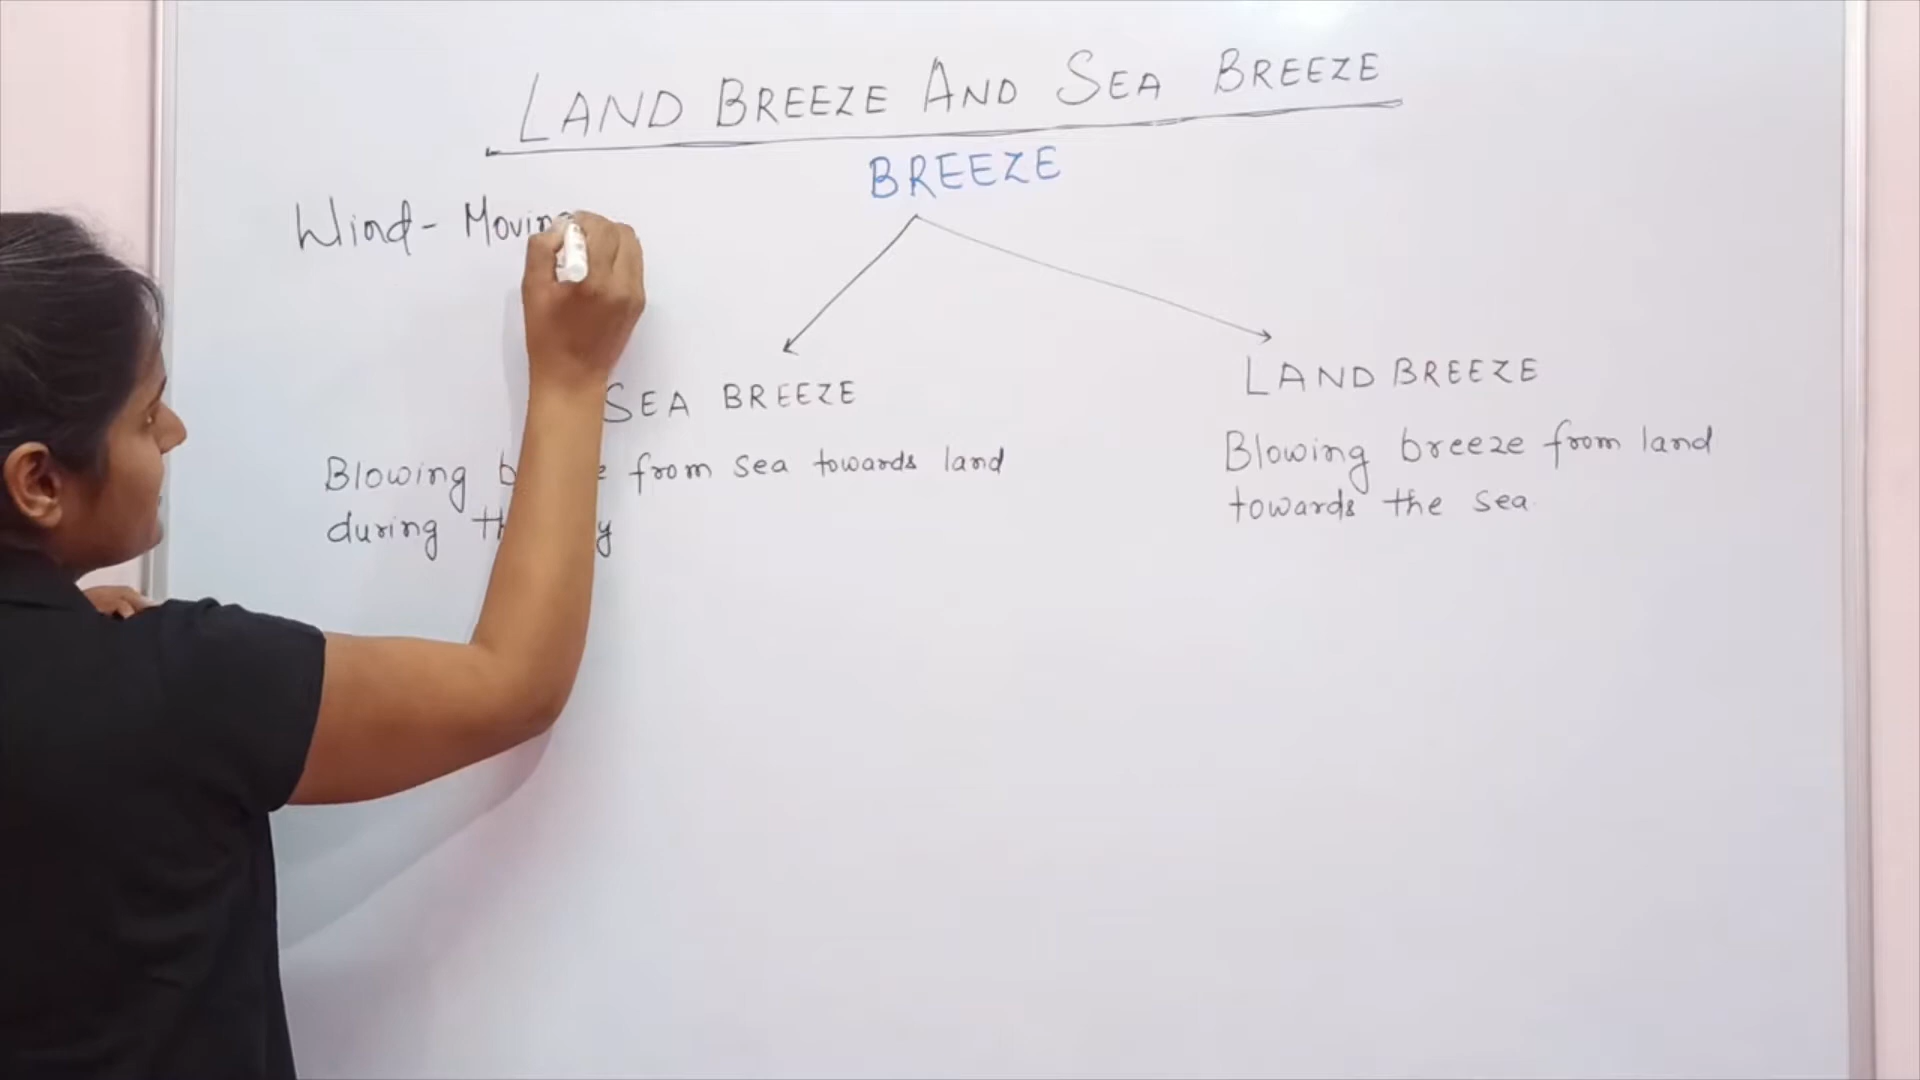 LAND BREEZE AND SEA BREEZE
BREEZE
Wind - Moving
SEA BREEZE
Blowing from sea towards land
during
LAND BREEZE
Blowing breeze from land
towards the sea.